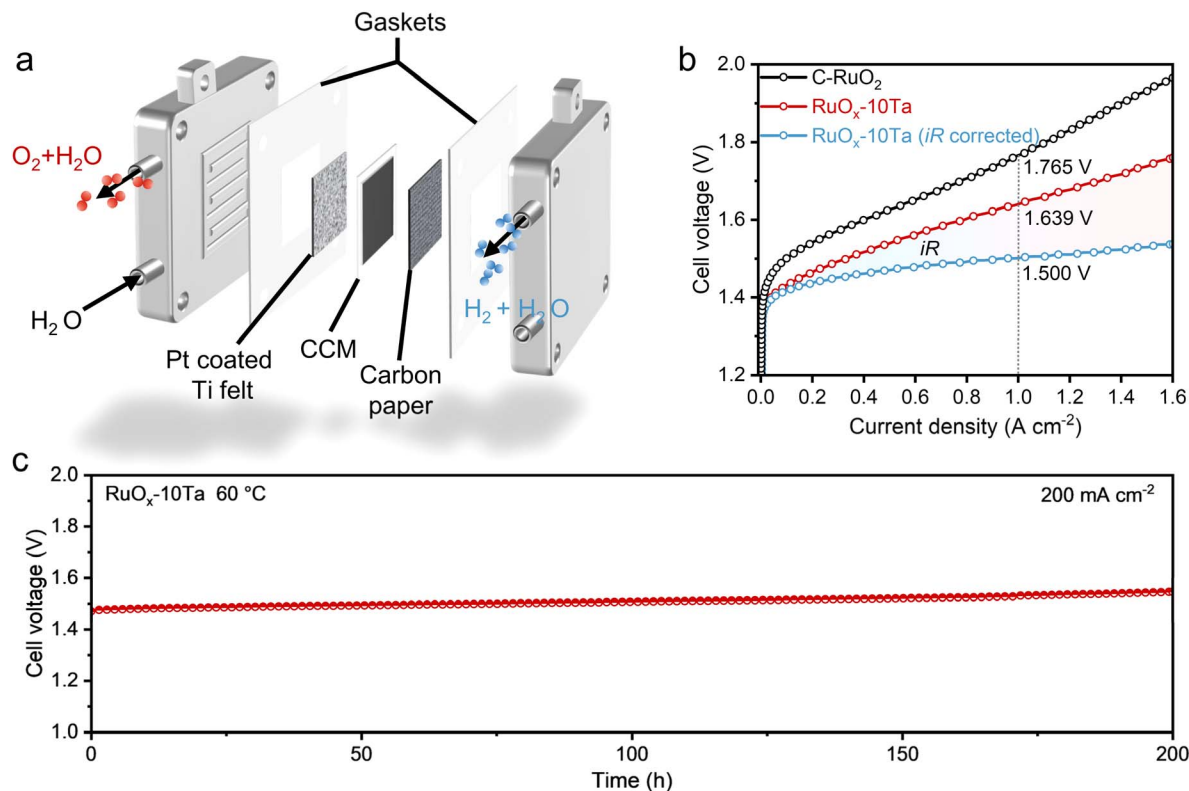 a
Gaskets
O₂+H₂O
H₂O
Pt coated
Ti felt
CCM
Carbon
paper
H₂ + H₂O
b
C-RuO₂
RuOₓ-10Ta
RuOₓ-10Ta (iR corrected)
2.0
1.8
1.6
1.4
1.2
Cell voltage (V)
1.765 V
1.639 V
iR
1.500 V
0.0 0.2 0.4 0.6 0.8 1.0 1.2 1.4 1.6
Current density (A cm⁻²)
c
RuOₓ-10Ta 60 °C
200 mA cm⁻²
2.0
1.8
1.6
1.4
1.2
1.0
Cell voltage (V)
0 50 100 150 200
Time (h)